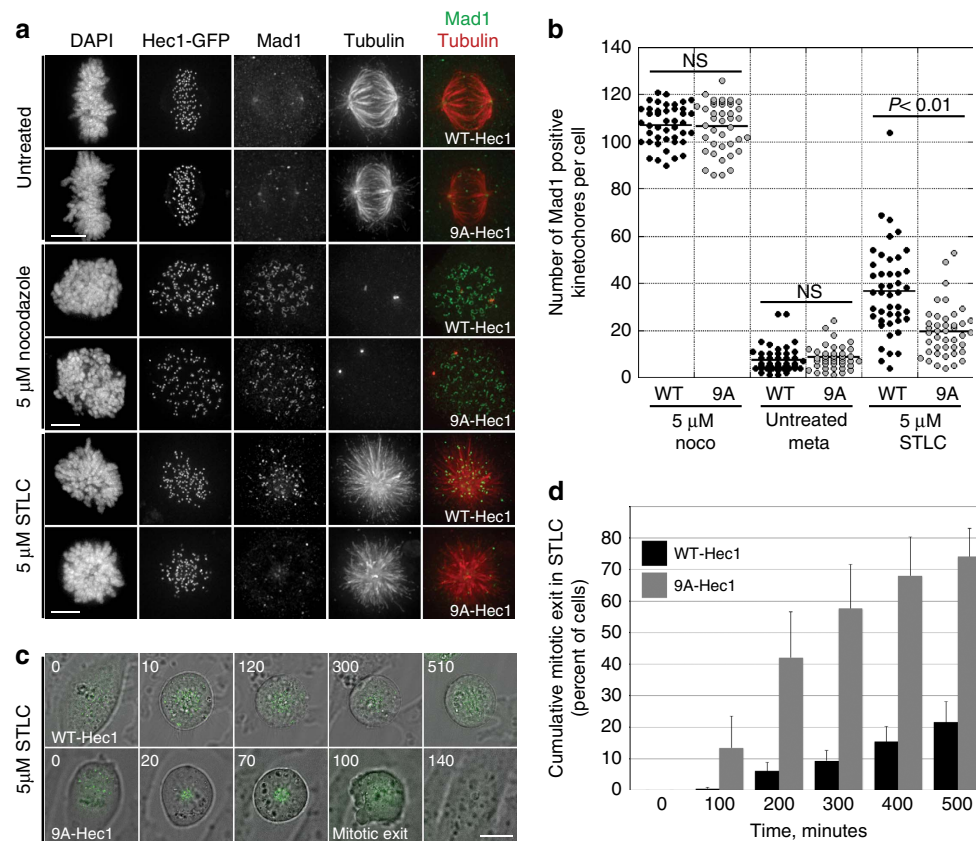 a
Mad1
DAPI Hec1-GFP Mad1 Tubulin Tubulin
Untreated
WT-Hec1
9A-Hec1
5 μM nocodazole
WT-Hec1
9A-Hec1
5 μM STLC
WT-Hec1
9A-Hec1
b
Number of Mad1 positive
kinetochores per cell
140
120
100
80
60
40
20
0
NS
NS
P< 0.01
WT 9A WT 9A WT 9A
5 μM Untreated 5 μM
noco meta STLC
c
5μM STLC
0 10 120 300 510
WT-Hec1
0 20 70 100 140
9A-Hec1 Mitotic exit
d
Cumulative mitotic exit in STLC
(percent of cells)
80
70
60
50
40
30
20
10
0
WT-Hec1
9A-Hec1
0 100 200 300 400 500
Time, minutes